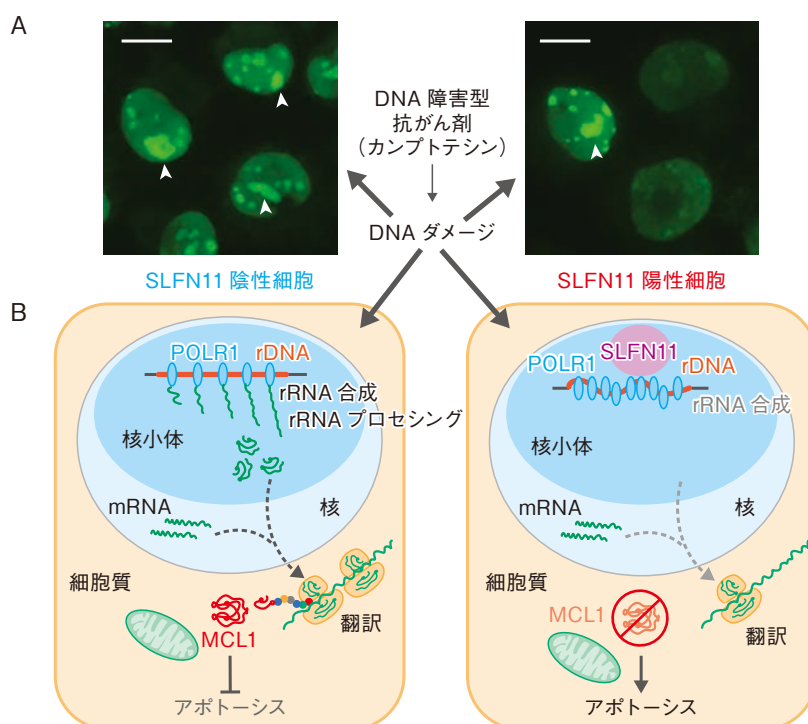 A
DNA 障害型
抗がん剤
（カンプトテシン）
DNA ダメージ
SLFN11 陰性細胞
SLFN11 陽性細胞
B
POLR1
rDNA
rRNA 合成
rRNA プロセシング
核小体
mRNA
核
細胞質
MCL1
翻訳
アポトーシス
SLFN11
POLR1
rDNA
rRNA 合成
核小体
mRNA
核
細胞質
MCL1
翻訳
アポトーシス